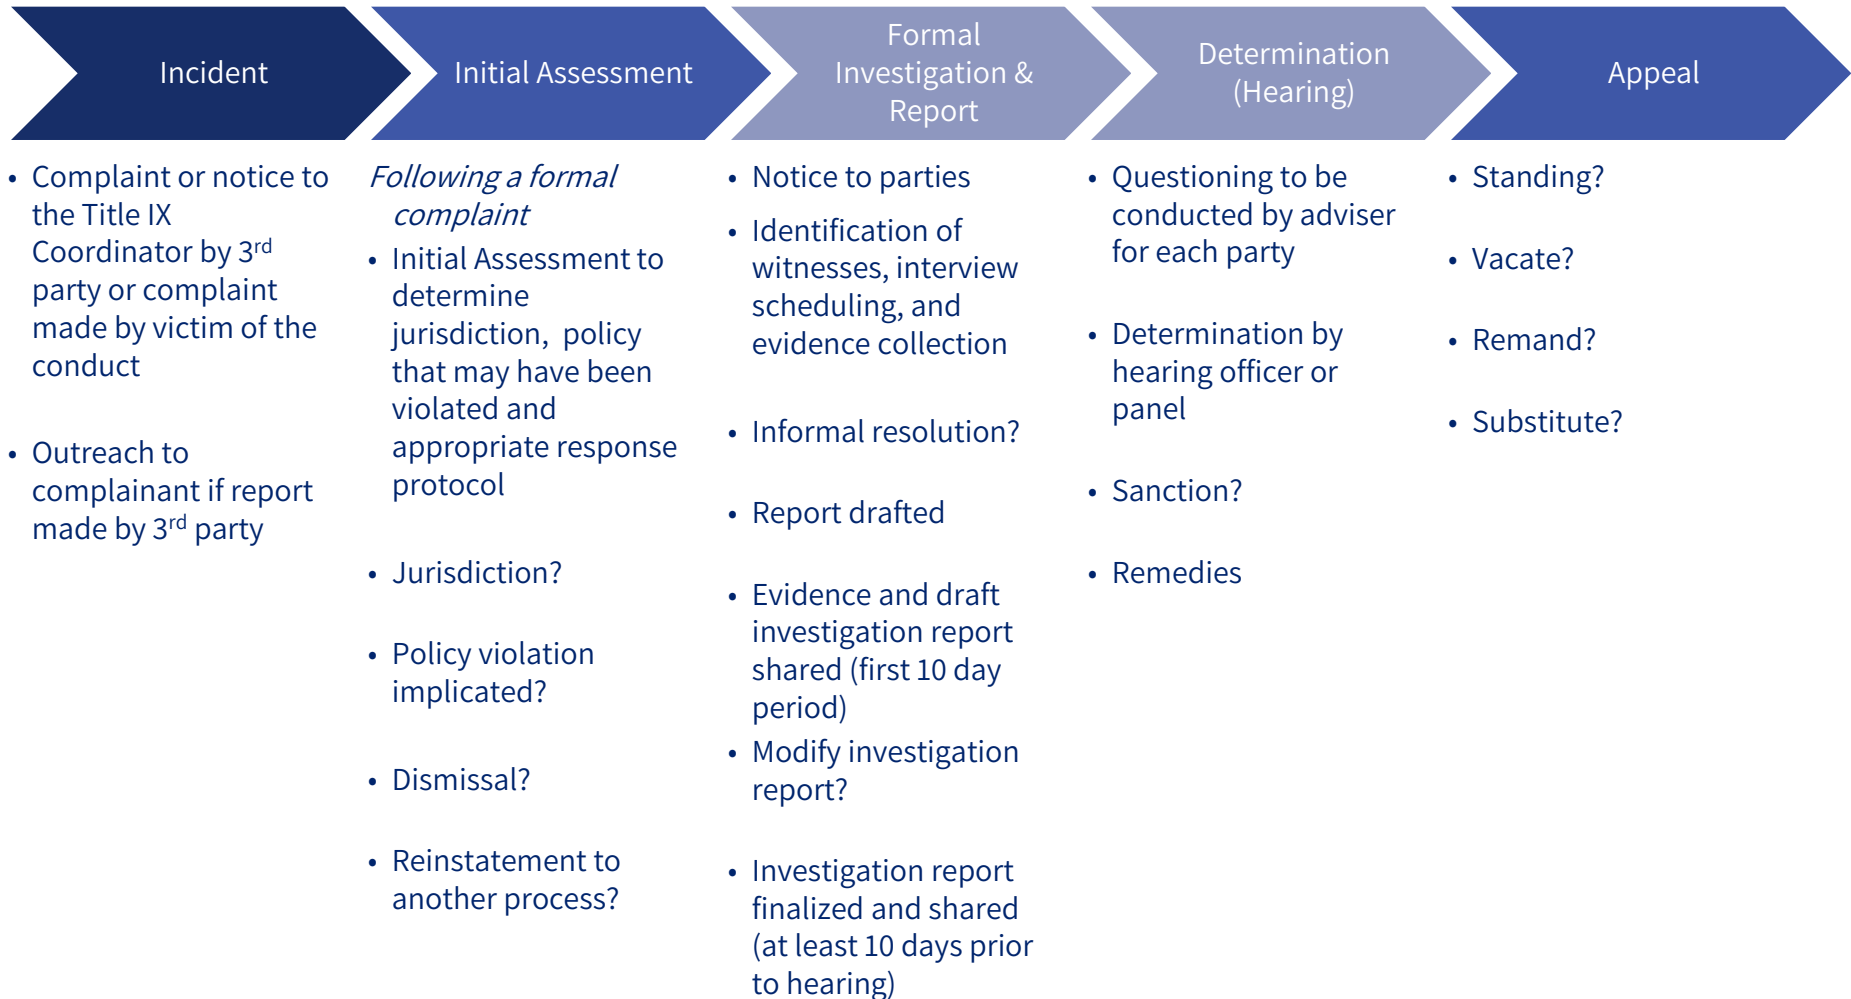 Incident
Initial Assessment
Formal
Investigation &
Report
Determination
(Hearing)
Appeal
• Complaint or notice to
the Title IX
Coordinator by 3rd
party or complaint
made by victim of the
conduct
• Outreach to
complainant if report
made by 3rd party
Following a formal
complaint
• Initial Assessment to
determine
jurisdiction, policy
that may have been
violated and
appropriate response
protocol
• Jurisdiction?
• Policy violation
implicated?
• Dismissal?
• Reinstatement to
another process?
• Notice to parties
• Identification of
witnesses, interview
scheduling, and
evidence collection
• Informal resolution?
• Report drafted
• Evidence and draft
investigation report
shared (first 10 day
period)
• Modify investigation
report?
• Investigation report
finalized and shared
(at least 10 days prior
to hearing)
• Questioning to be
conducted by adviser
for each party
• Determination by
hearing officer or
panel
• Sanction?
• Remedies
• Standing?
• Vacate?
• Remand?
• Substitute?